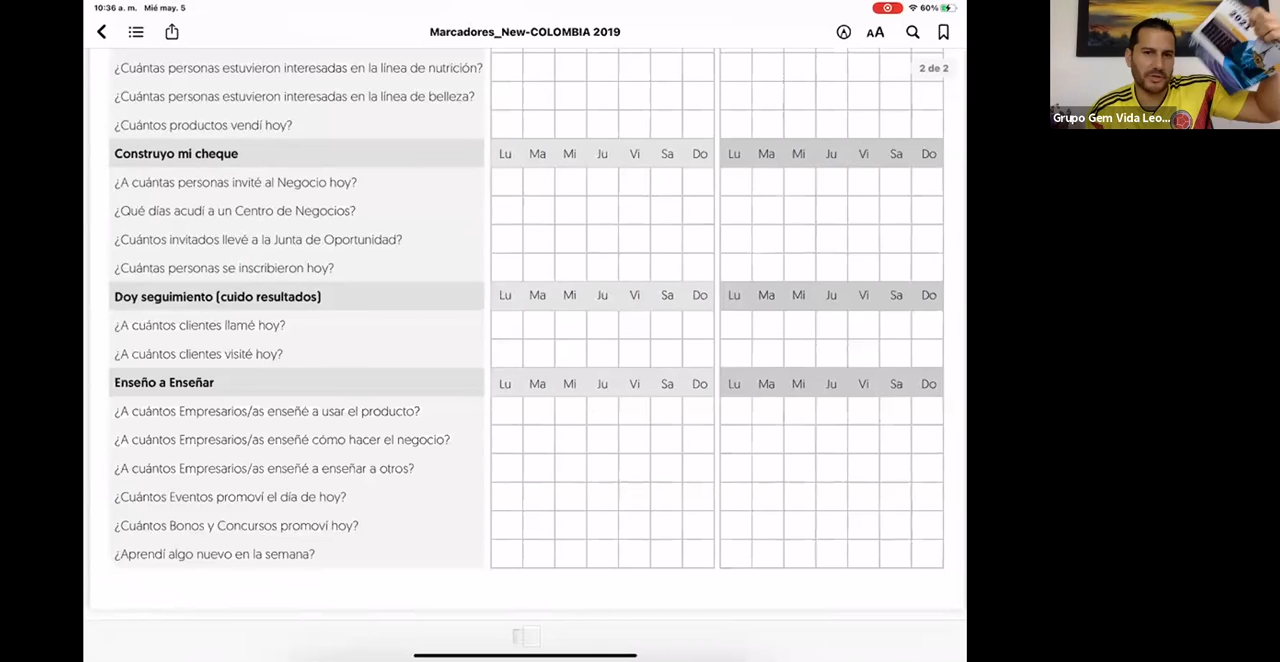 10:36 a. m. Mié may. 5
60%
Marcadores_New-COLOMBIA 2019
AA
2 de 2
¿Cuántas personas estuvieron interesadas en la línea de nutrición?
¿Cuántas personas estuvieron interesadas en la línea de belleza?
¿Cuántos productos vendí hoy?
Construyo mi cheque Lu Ma Mi Ju Vi Sa Do Lu Ma Mi Ju Vi Sa Do
¿A cuántas personas invité al Negocio hoy?
¿Qué días acudí a un Centro de Negocios?
¿Cuántos invitados llevé a la Junta de Oportunidad?
¿Cuántas personas se inscribieron hoy?
Doy seguimiento (cuido resultados) Lu Ma Mi Ju Vi Sa Do Lu Ma Mi Ju Vi Sa Do
¿A cuántos clientes llamé hoy?
¿A cuántos clientes visité hoy?
Enseño a Enseñar Lu Ma Mi Ju Vi Sa Do Lu Ma Mi Ju Vi Sa Do
¿A cuántos Empresarios/as enseñé a usar el producto?
¿A cuántos Empresarios/as enseñé cómo hacer el negocio?
¿A cuántos Empresarios/as enseñé a enseñar a otros?
¿Cuántos Eventos promoví el día de hoy?
¿Cuántos Bonos y Concursos promoví hoy?
¿Aprendí algo nuevo en la semana?
2021
Grupo Gem Vida Leo...